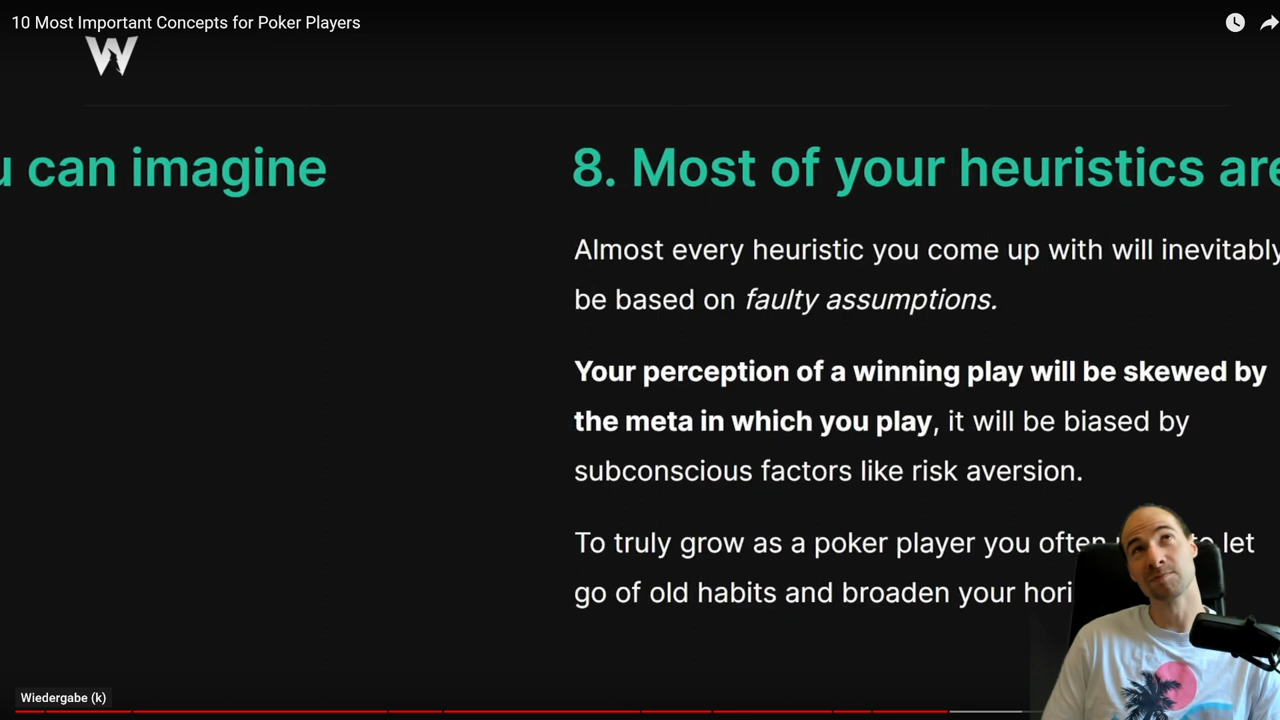 10 Most Important Concepts for Poker Players
W
u can imagine
8. Most of your heuristics are
Almost every heuristic you come up with will inevitably
be based on faulty assumptions.
Your perception of a winning play will be skewed by
the meta in which you play, it will be biased by
subconscious factors like risk aversion.
To truly grow as a poker player you often let
go of old habits and broaden your hori
Wiedergabe (k)